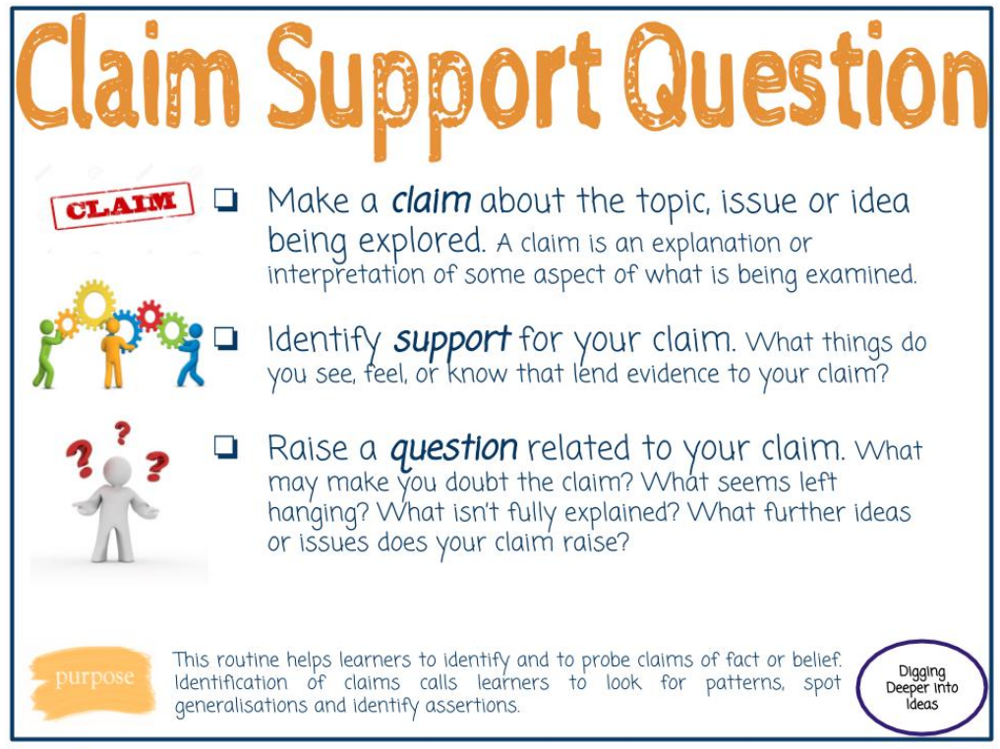 Claim Support Question
CLAIM
❏ Make a claim about the topic, issue or idea
being explored. A claim is an explanation or
interpretation of some aspect of what is being examined.
❏ Identify support for your claim. What things do
you see, feel, or know that lend evidence to your claim?
? ? ?
❏ Raise a question related to your claim. What
may make you doubt the claim? What seems left
hanging? What isn't fully explained? What further ideas
or issues does your claim raise?
purpose
This routine helps learners to identify and to probe claims of fact or belief.
Identification of claims calls learners to look for patterns, spot
generalisations and identify assertions.
Digging
Deeper into
Ideas